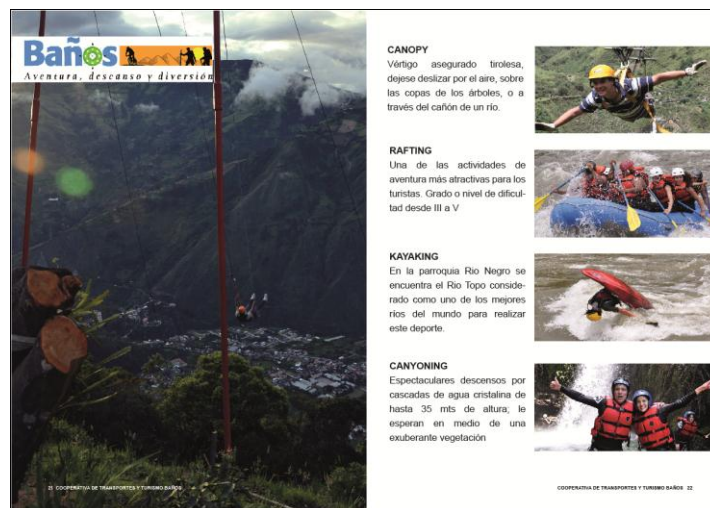 Baños
Aventura, descanso y diversión
21 COOPERATIVA DE TRANSPORTES Y TURISMO BAÑOS
CANOPY
Vértigo asegurado tirolesa,
dejese deslizar por el aire, sobre
las copas de los árboles, o a
través del cañón de un río.
RAFTING
Una de las actividades de
aventura más atractivas para los
turistas. Grado o nivel de dificul-
tad desde III a V
KAYAKING
En la parroquia Rio Negro se
encuentra el Rio Topo conside-
rado como uno de los mejores
ríos del mundo para realizar
este deporte.
CANYONING
Espectaculares descensos por
cascadas de agua cristalina de
hasta 35 mts de altura; le
esperan en medio de una
exuberante vegetación
COOPERATIVA DE TRANSPORTES Y TURISMO BAÑOS 22